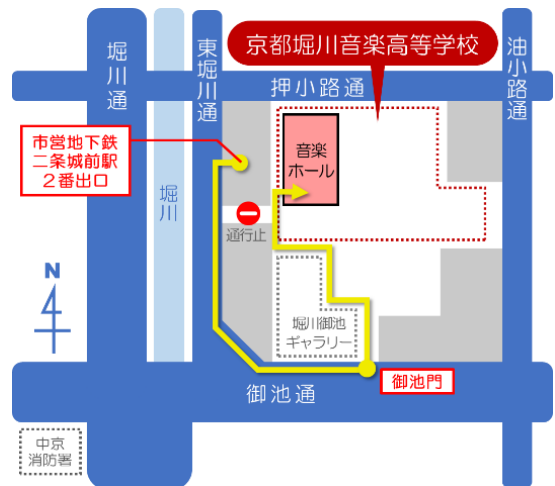 京都堀川音楽高等学校
堀川通
東堀川通
油小路通
押小路通
市営地下鉄
二条城前駅
2番出口
音楽
ホール
堀川
通行止
N
堀川御池
ギャラリー
御池門
御池通
中京
消防署